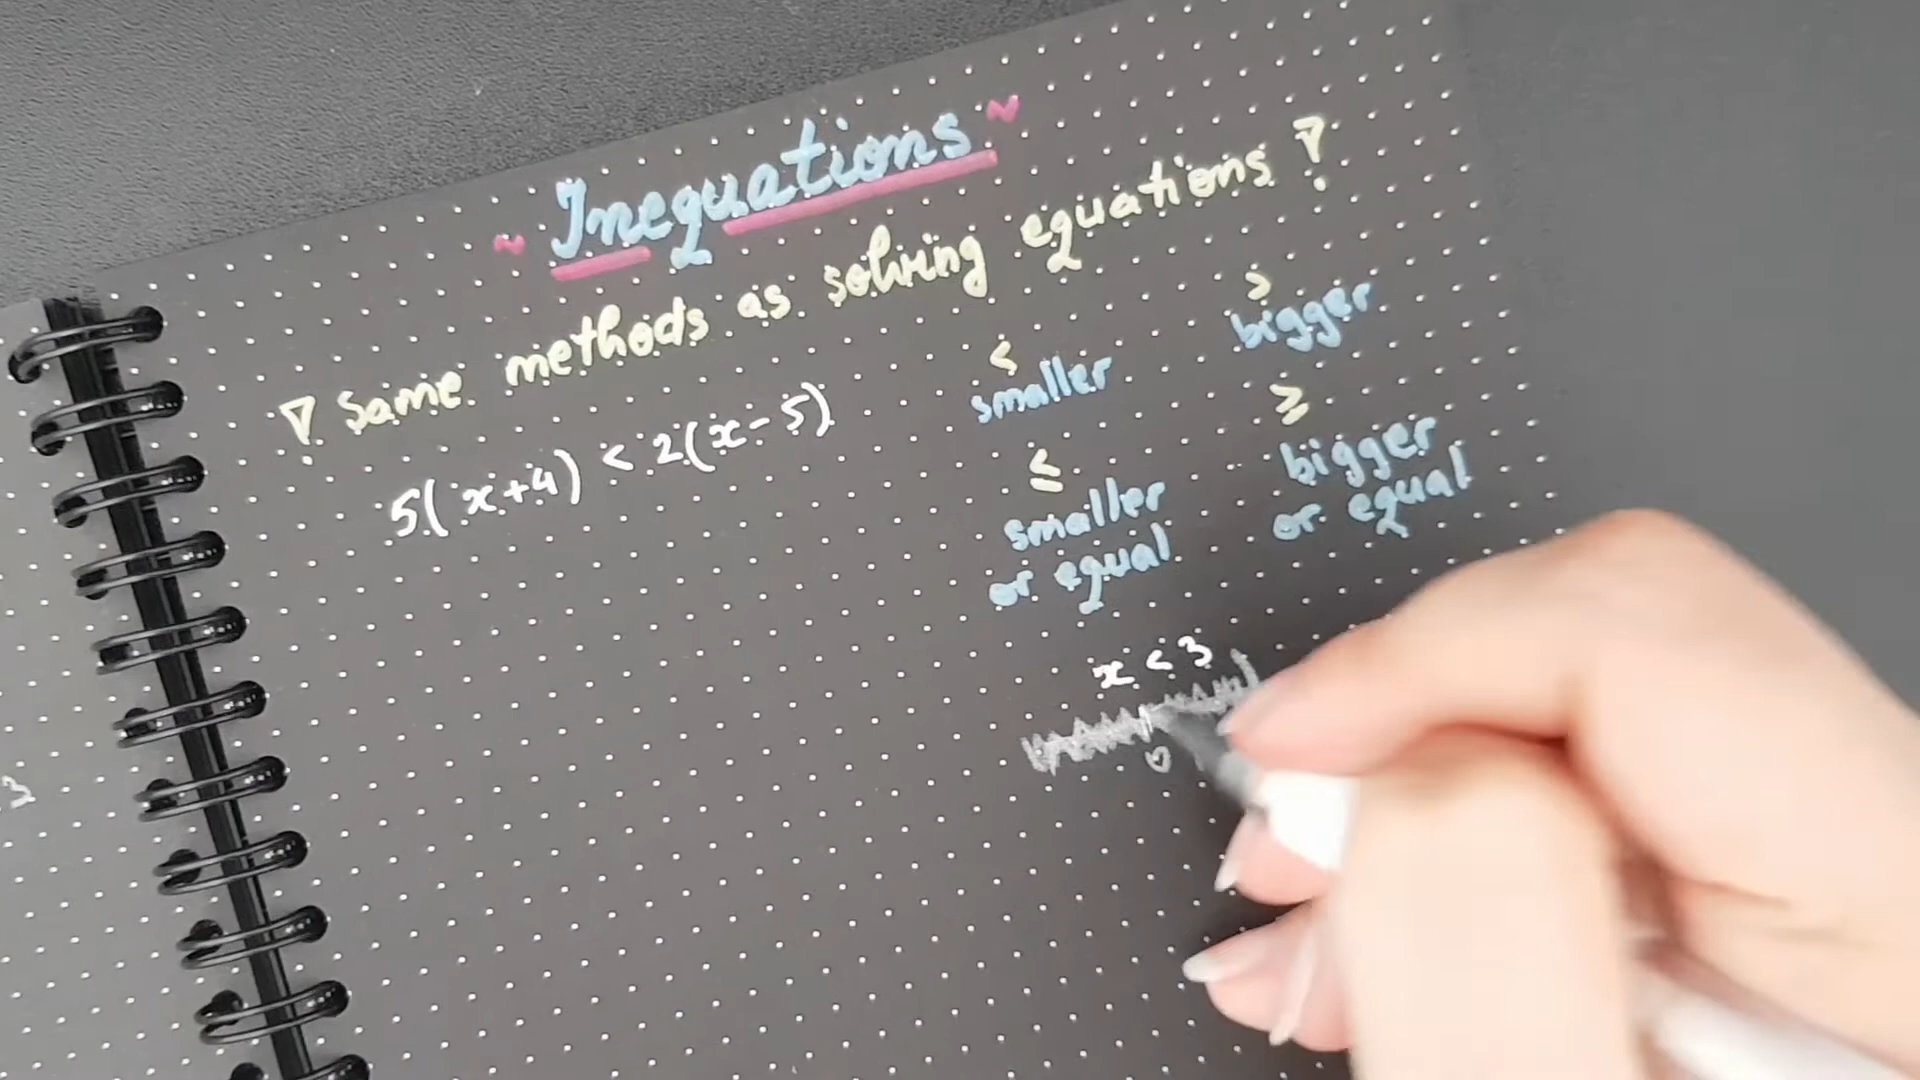 ~ Inequations ~
∇ Same methods as solving equations ∇
5(x+4) < 2(x-5)
<
smaller
>
bigger
≤
smaller
or equal
≥
bigger
or equal
x < 3
3